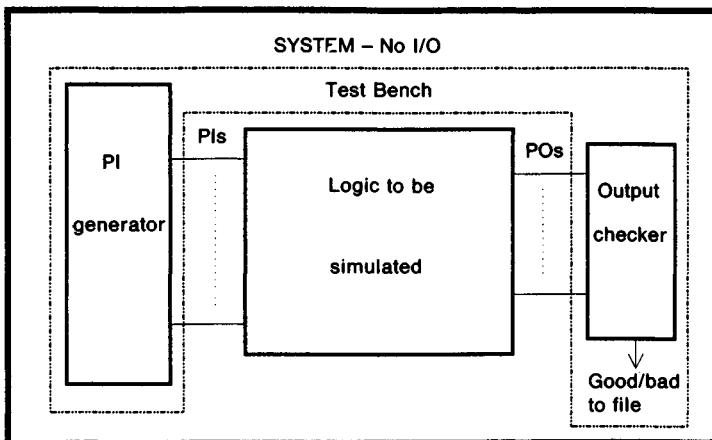 SYSTEM – No I/O
Test Bench
PI
generator
PIs
Logic to be
simulated
POs
Output
checker
Good/bad
to file